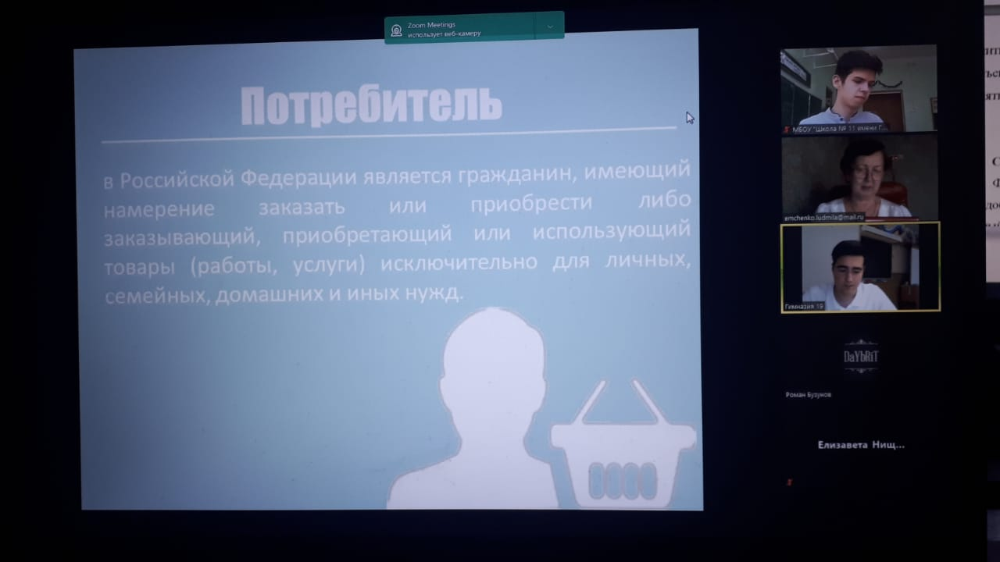 Zoom Meetings
использует веб-камеру
Потребитель
в Российской Федерации является гражданин, имеющий
намерение заказать или приобрести либо
заказывающий, приобретающий или использующий
товары (работы, услуги) исключительно для личных,
семейных, домашних и иных нужд.
МБОУ "Школа № 11 имени Г...
emchenko.ludmila@mail.ru
Гимназия 19
DaYbRiT
Роман Бузунов
Елизавета Нищ...